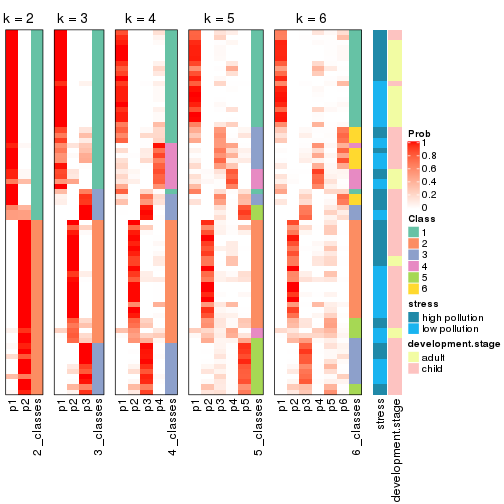 k = 2 k = 3 k = 4 k = 5 k = 6
p1 p2 2_classes p1 p2 p3 3_classes p1 p2 p3 p4 4_classes p1 p2 p3 p4 p5 5_classes p1 p2 p3 p4 p5 p6 6_classes stress development.stage
Prob
1
0.8
0.6
0.4
0.2
0
Class
1
2
3
4
5
6
stress
high pollution
low pollution
development.stage
adult
child